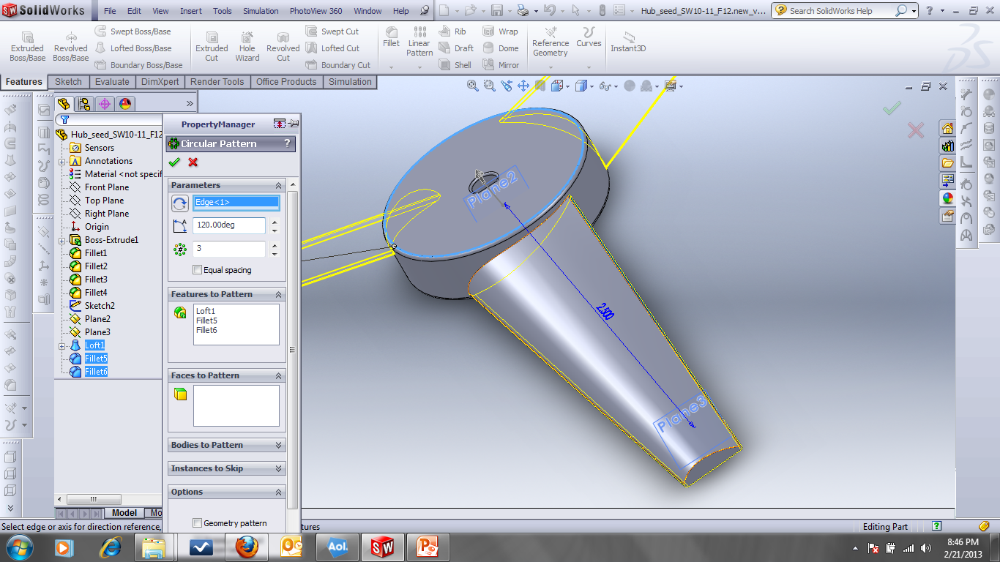 SolidWorks File Edit View Insert Tools Simulation PhotoView 360 Window Help Hub_seed_SW10-11_F12.new_v... Search SolidWorks Help
Extruded Boss/Base
Revolved Boss/Base
Swept Boss/Base
Lofted Boss/Base
Boundary Boss/Base
Extruded Cut
Hole Wizard
Revolved Cut
Swept Cut
Lofted Cut
Boundary Cut
Fillet
Linear Pattern
Rib
Draft
Shell
Wrap
Dome
Mirror
Reference Geometry
Curves
Instant3D
Features Sketch Evaluate DimXpert Render Tools Office Products Simulation
Hub_seed_SW10-11_F12
Sensors
Annotations
Material <not specif
Front Plane
Top Plane
Right Plane
Origin
Boss-Extrude1
Fillet1
Fillet2
Fillet3
Fillet4
Sketch2
Plane2
Plane3
Loft1
Fillet5
Fillet6
PropertyManager
Circular Pattern ?
Parameters
Edge<1>
120.00deg
3
Equal spacing
Features to Pattern
Loft1
Fillet5
Fillet6
Faces to Pattern
Bodies to Pattern
Instances to Skip
Options
Geometry pattern
Plane2
2.500
Plane3
Model Mo
Select edge or axis for direction reference, tures Editing Part
Aol.
8:46 PM
2/21/2013